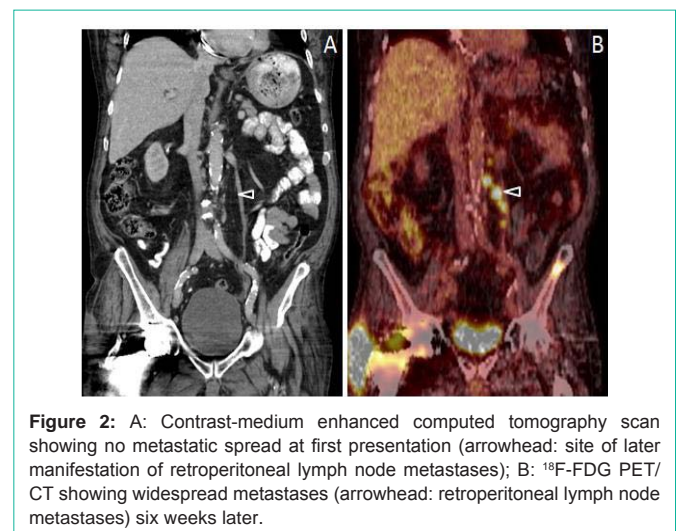 A
B
Figure 2: A: Contrast-medium enhanced computed tomography scan
showing no metastatic spread at first presentation (arrowhead: site of later
manifestation of retroperitoneal lymph node metastases); B: ¹⁸F-FDG PET/
CT showing widespread metastases (arrowhead: retroperitoneal lymph node
metastases) six weeks later.